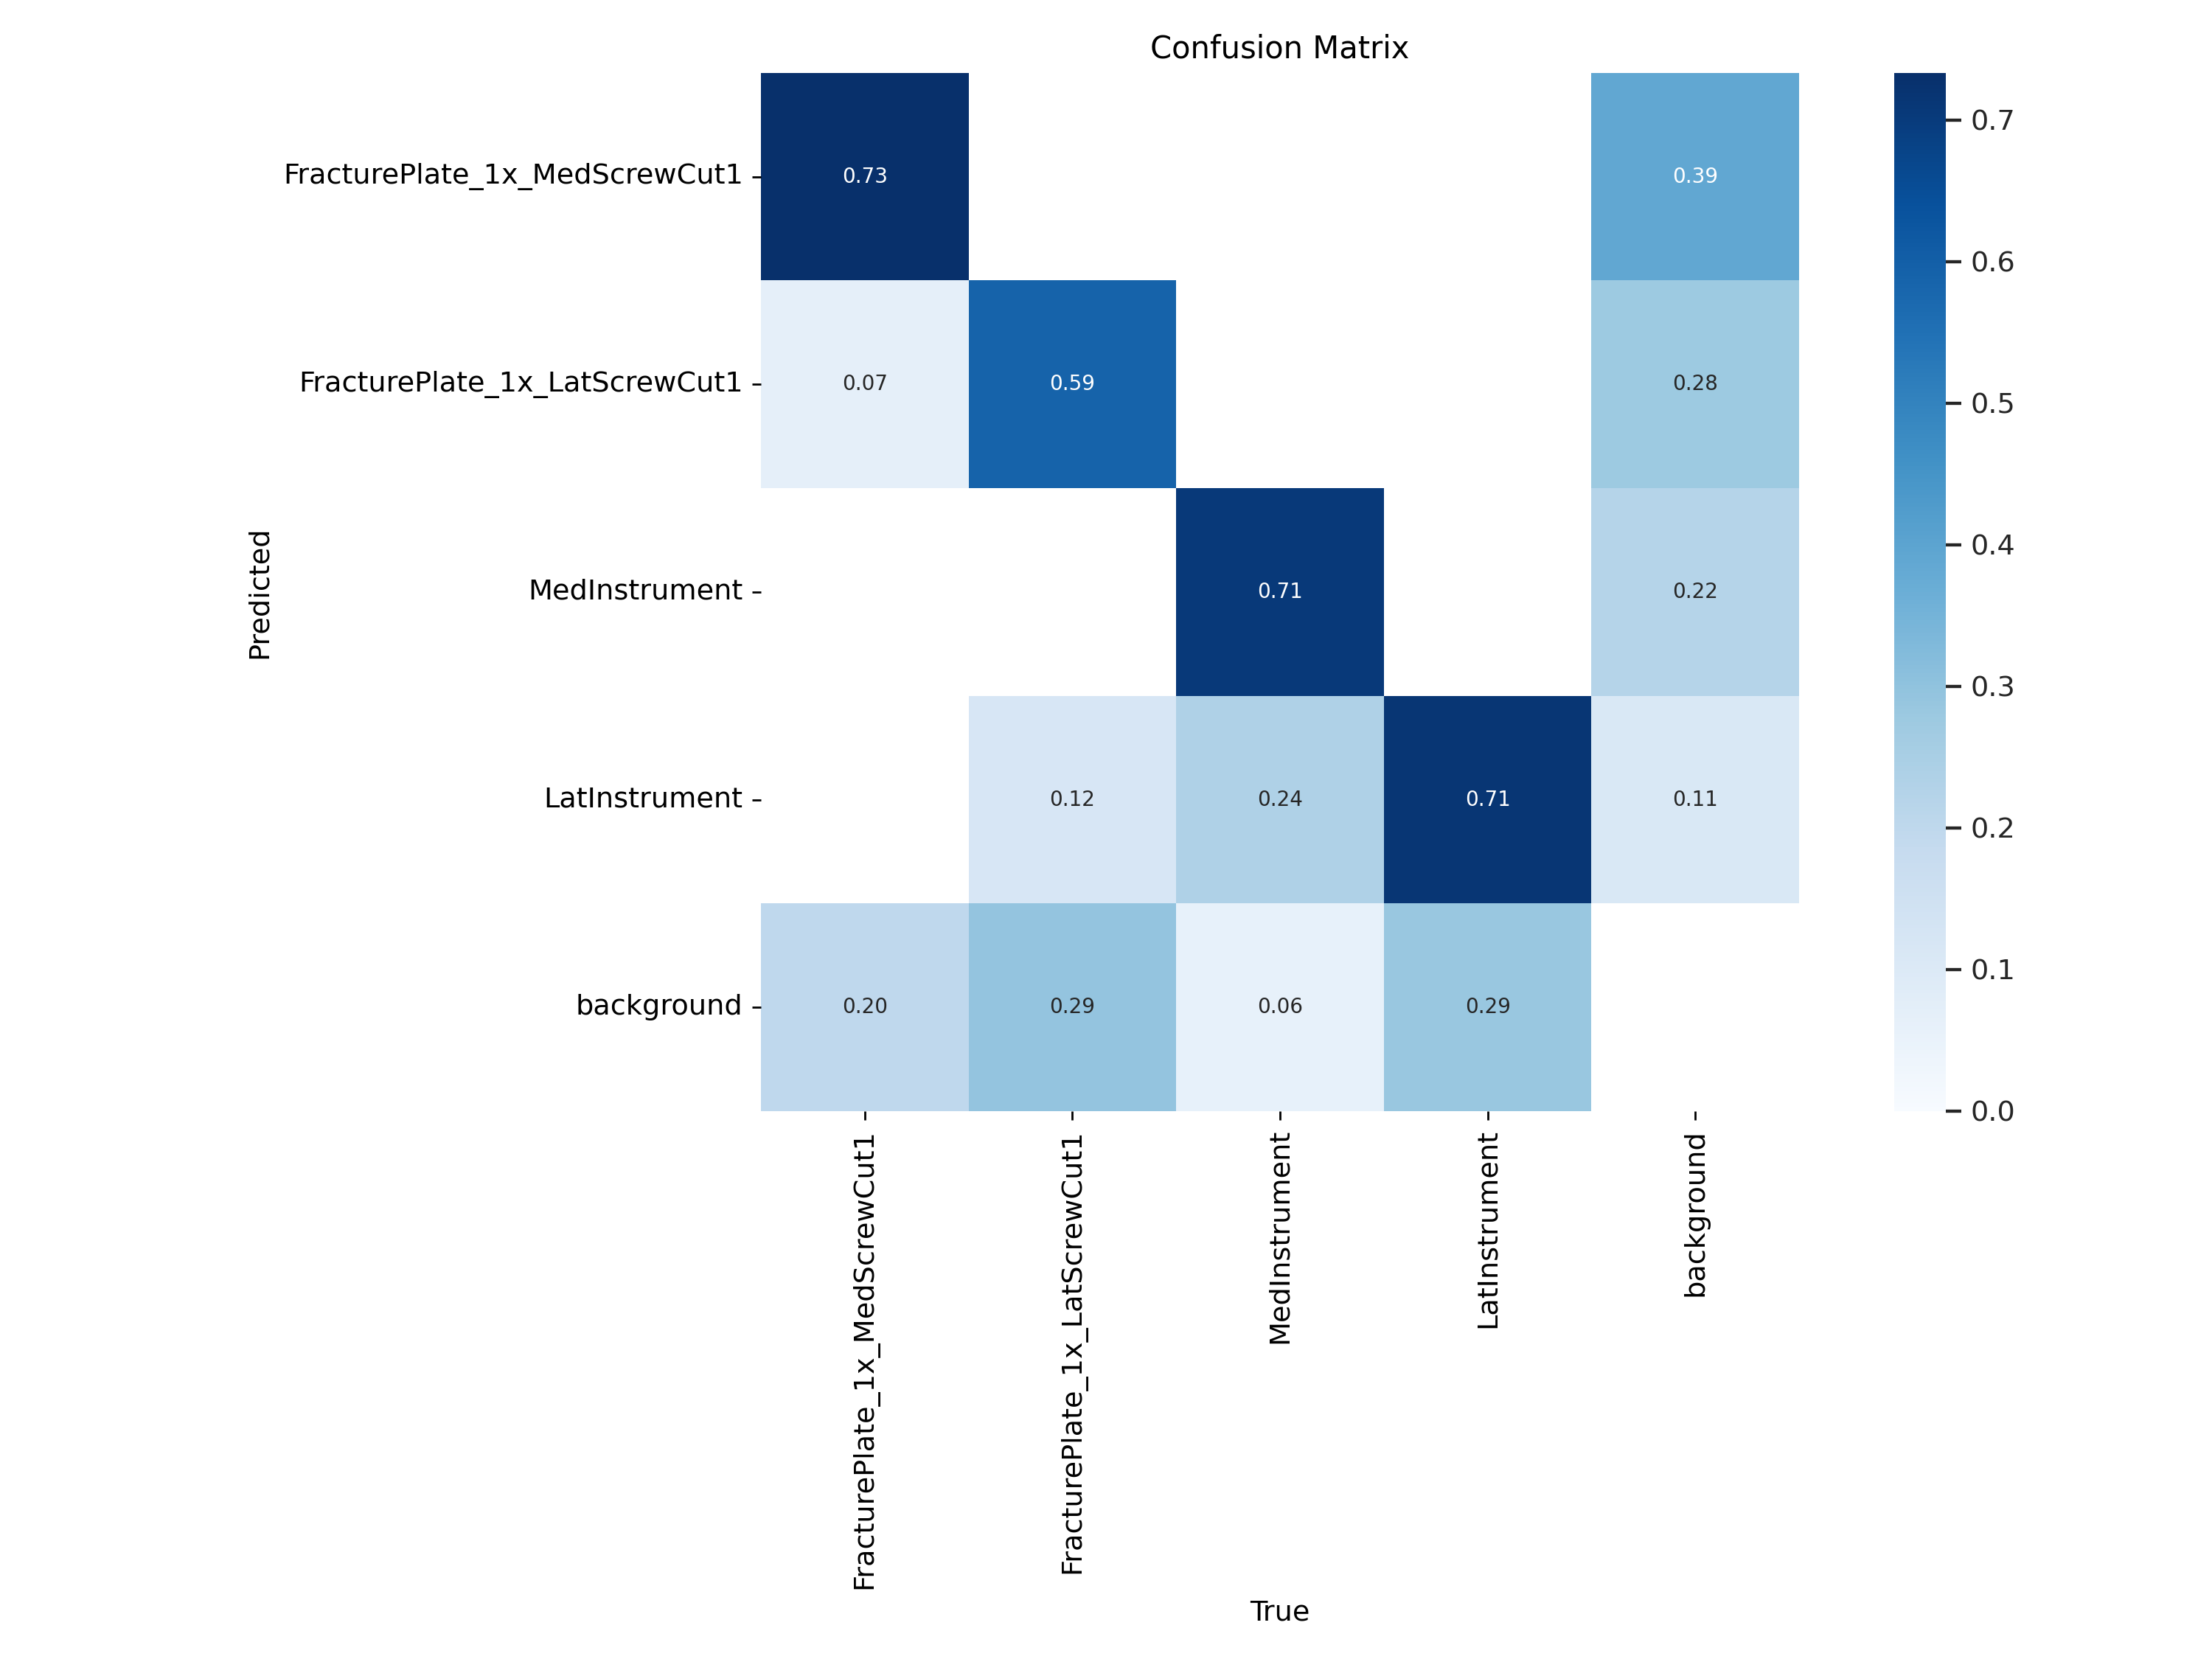 Confusion Matrix
FracturePlate_1x_MedScrewCut1
0.73
0.39
0.7
0.6
FracturePlate_1x_LatScrewCut1
0.07
0.59
0.28
0.5
Predicted
MedInstrument
0.71
0.22
0.4
0.3
LatInstrument
0.12
0.24
0.71
0.11
0.2
0.1
background
0.20
0.29
0.06
0.29
0.0
FracturePlate_1x_MedScrewCut1
FracturePlate_1x_LatScrewCut1
MedInstrument
LatInstrument
background
True